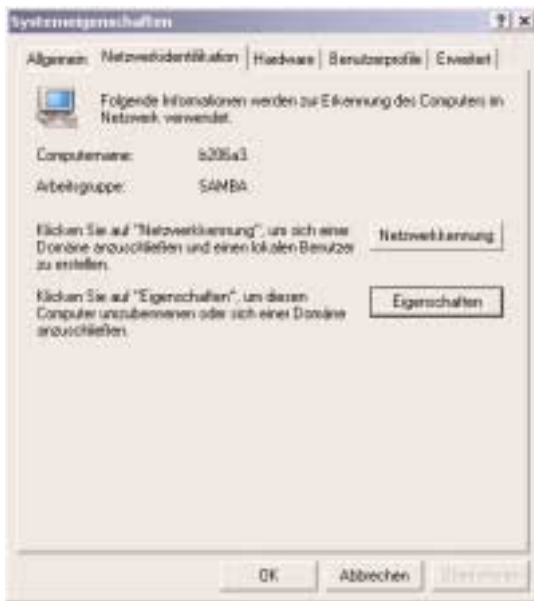 Systemeigenschaften
Allgemein Netzwerkidentifikation Hardware Benutzerprofile Erweitert
Folgende Informationen werden zur Erkennung des Computers im
Netzwerk verwendet.
Computername: b206a3
Arbeitsgruppe: SAMBA
Klicken Sie auf "Netzwerkkennung", um sich einer
Domäne anzuschließen und einen lokalen Benutzer
zu erstellen.
Netzwerkkennung
Klicken Sie auf "Eigenschaften", um diesen
Computer umzubenennen oder sich einer Domäne
anzuschließen.
Eigenschaften
OK Abbrechen Übernehmen